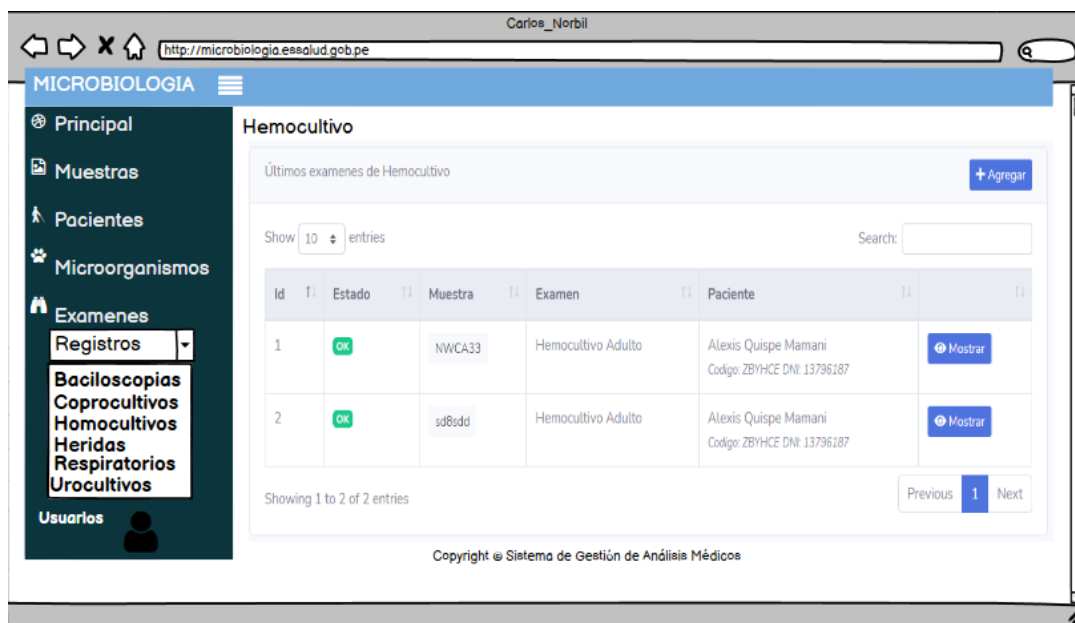 Carlos_Norbil
http://microbiologia.essalud.gob.pe
MICROBIOLOGIA
Principal
Muestras
Pacientes
Microorganismos
Examenes
Registros
Baciloscopias
Coprocultivos
Homocultivos
Heridas
Respiratorios
Urocultivos
Usuarios
Hemocultivo
Últimos examenes de Hemocultivo
+ Agregar
Show 10 entries
Search:
Id Estado Muestra Examen Paciente
1 OK NWCA33 Hemocultivo Adulto Alexis Quispe Mamani Mostrar
Codigo: ZBYHCE DNI: 13796187
2 OK sd8sdd Hemocultivo Adulto Alexis Quispe Mamani Mostrar
Codigo: ZBYHCE DNI: 13796187
Showing 1 to 2 of 2 entries
Previous 1 Next
Copyright © Sistema de Gestión de Análisis Médicos